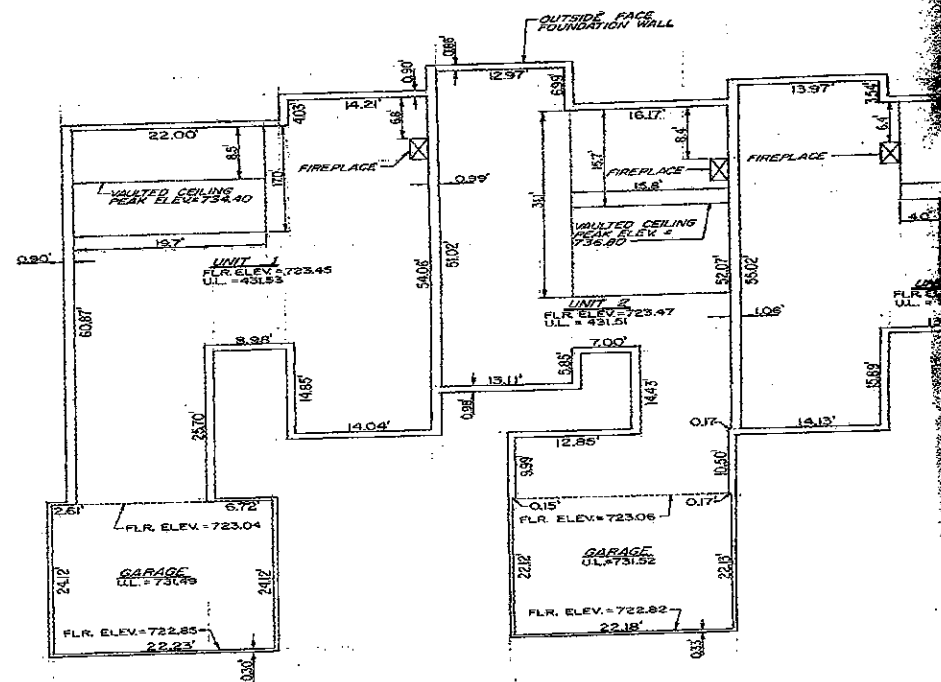 OUTSIDE FACE
FOUNDATION WALL
0.86'
12.97'
6.99'
0.90'
14.21'
4.03'
6.8'
13.97'
3.54'
6.4'
22.00'
8.5'
17.0'
16.17'
8.4'
15.7'
FIREPLACE
FIREPLACE
FIREPLACE
15.8'
VAULTED CEILING
PEAK ELEV.= 734.40
0.99'
31.1'
VAULTED CEILING
PEAK ELEV. =
736.80
4.0'
19.7'
0.90'
UNIT 1
FLR. ELEV. = 723.45
U.L. = 431.53
54.06'
51.02'
52.07'
55.02'
60.87'
UNIT 2
FLR. ELEV. = 723.47
U.L. = 431.51
1.06'
U.L. =
8.98'
7.00'
14.85'
5.85'
14.43'
15.89'
13.11'
0.98'
25.70'
14.04'
12.85'
0.17
14.13'
9.99'
10.50'
2.61'
6.72'
0.15'
0.17'
FLR. ELEV. = 723.04
FLR. ELEV. = 723.06
24.12'
GARAGE
U.L. = 731.49
24.12'
22.12'
GARAGE
U.L. = 731.52
22.13'
FLR. ELEV. = 722.85
22.23'
0.30'
FLR. ELEV. = 722.82
22.18'
0.33'